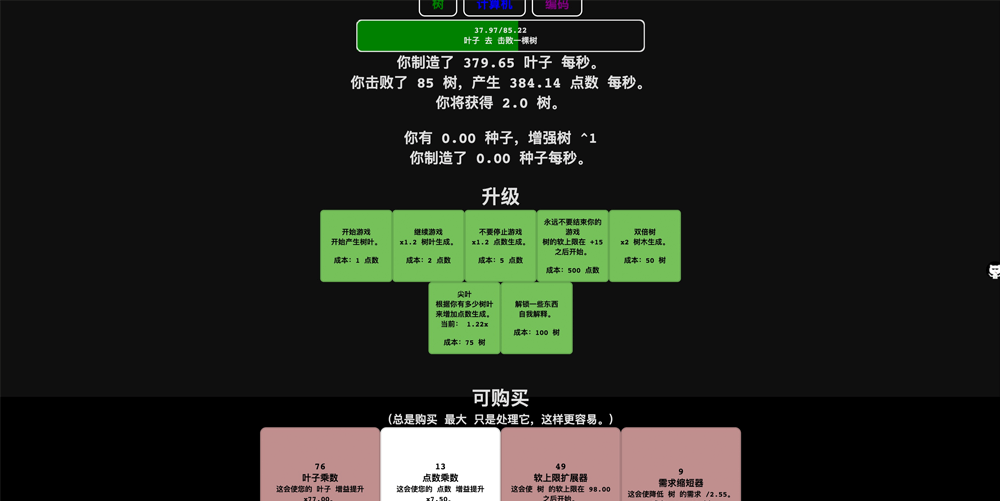 树 计算机 编码
37.97/85.22
叶子 去 击败一棵树
你制造了 379.65 叶子 每秒。
你击败了 85 树, 产生 384.14 点数 每秒。
你将获得 2.0 树。
你有 0.00 种子, 增强树 ^1
你制造了 0.00 种子每秒。
升级
开始游戏
开始产生树叶。
成本: 1 点数
继续游戏
x1.2 树叶生成。
成本: 2 点数
不要停止游戏
x1.2 点数生成。
成本: 5 点数
永远不要结束你的
游戏
树的软上限在 +15
之后开始。
成本: 500 点数
双倍树
x2 树木生成。
成本: 50 树
尖叶
根据你有多少树叶
来增加点数生成。
当前: 1.22x
成本: 75 树
解锁一些东西
自我解释。
成本: 100 树
可购买
(总是购买 最大 只是处理它, 这样更容易。)
76
叶子乘数
这会使您的 叶子 增益提升
x77.00。
13
点数乘数
这会使您的 点数 增益提升
x7.50。
49
软上限扩展器
这会使 树 的软上限在 98.00
之后开始。
9
需求缩短器
这会使降低 树 的需求 /2.55。